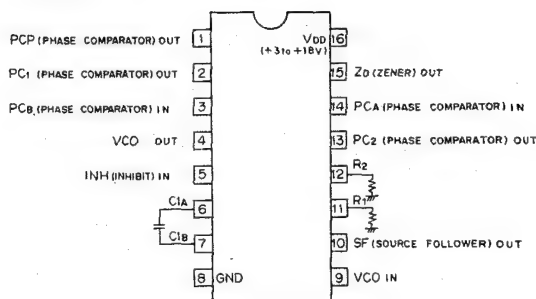 PCP (PHASE COMPARATOR) OUT 1
PC1 (PHASE COMPARATOR) OUT 2
PCB (PHASE COMPARATOR) IN 3
VCO OUT 4
INH (INHIBIT) IN 5
C1A 6
C1B 7
8 GND
VDD 16
(+3 to +18V)
15 ZD (ZENER) OUT
14 PCA (PHASE COMPARATOR) IN
13 PC2 (PHASE COMPARATOR) OUT
12 R2
11 R1
10 SF (SOURCE FOLLOWER) OUT
9 VCO IN